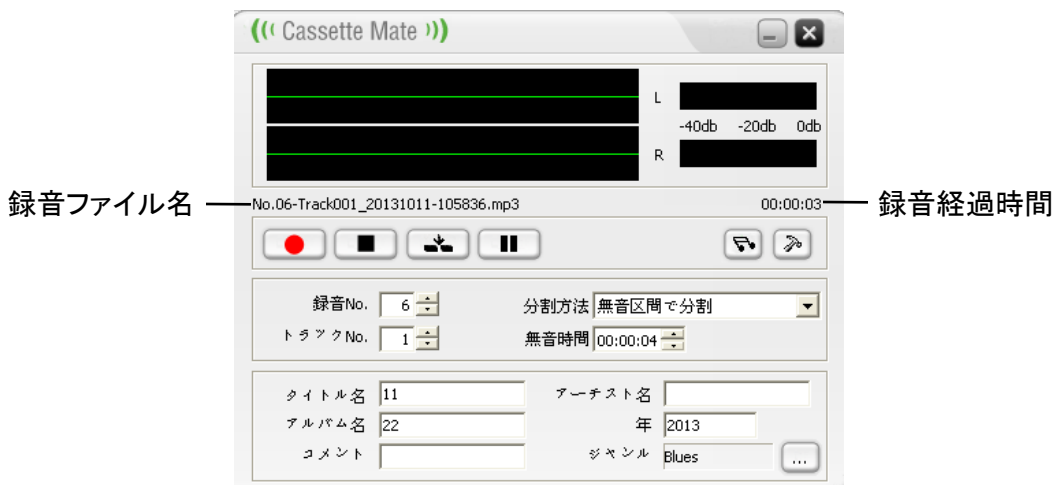 ((( Cassette Mate )))
L
-40db -20db 0db
R
録音ファイル名 No.06-Track001_20131011-105836.mp3 00:00:03 録音経過時間
録音No. 6 分割方法 無音区間で分割
トラックNo. 1 無音時間 00:00:04
タイトル名 11 アーチスト名
アルバム名 22 年 2013
コメント ジャンル Blues ...